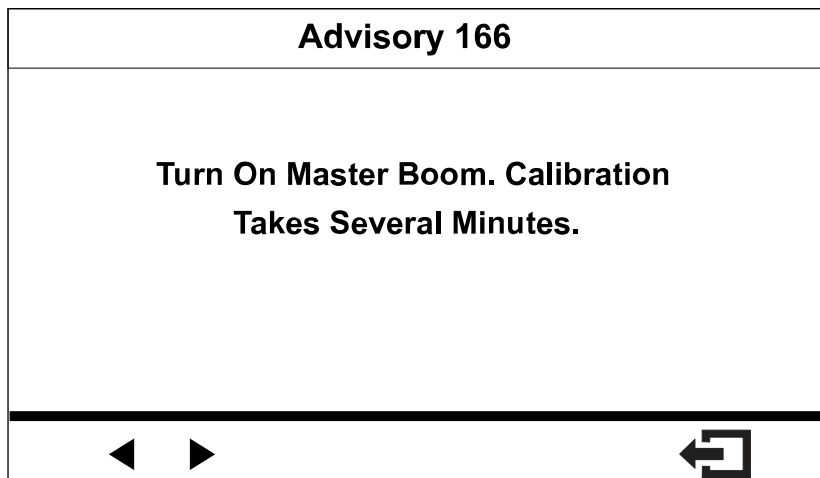 Advisory 166
Turn On Master Boom. Calibration
Takes Several Minutes.